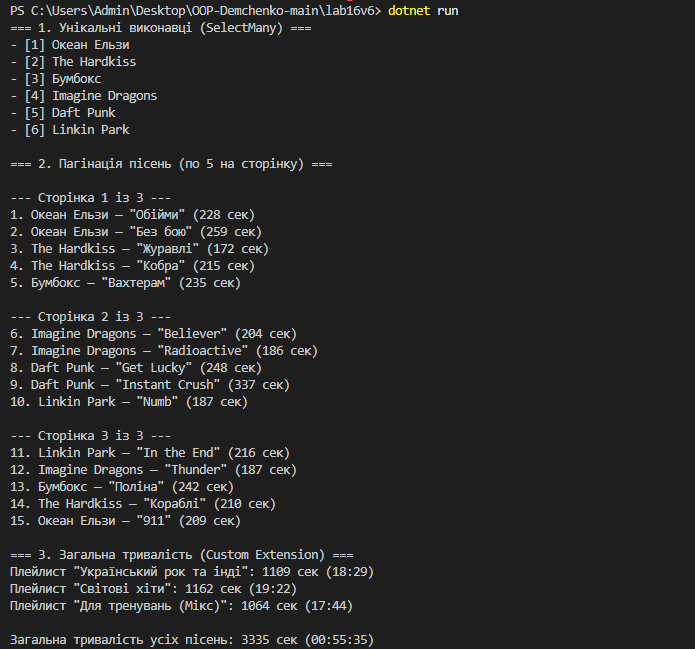 PS C:\Users\Admin\Desktop\OOP-Demchenko-main\lab16v6> dotnet run
=== 1. Унікальні виконавці (SelectMany) ===
- [1] Океан Ельзи
- [2] The Hardkiss
- [3] Бумбокс
- [4] Imagine Dragons
- [5] Daft Punk
- [6] Linkin Park
=== 2. Пагінація пісень (по 5 на сторінку) ===
--- Сторінка 1 із 3 ---
1. Океан Ельзи — "Обійми" (228 сек)
2. Океан Ельзи — "Без бою" (259 сек)
3. The Hardkiss — "Журавлі" (172 сек)
4. The Hardkiss — "Кобра" (215 сек)
5. Бумбокс — "Вахтерам" (235 сек)
--- Сторінка 2 із 3 ---
6. Imagine Dragons — "Believer" (204 сек)
7. Imagine Dragons — "Radioactive" (186 сек)
8. Daft Punk — "Get Lucky" (248 сек)
9. Daft Punk — "Instant Crush" (337 сек)
10. Linkin Park — "Numb" (187 сек)
--- Сторінка 3 із 3 ---
11. Linkin Park — "In the End" (216 сек)
12. Imagine Dragons — "Thunder" (187 сек)
13. Бумбокс — "Поліна" (242 сек)
14. The Hardkiss — "Кораблі" (210 сек)
15. Океан Ельзи — "911" (209 сек)
=== 3. Загальна тривалість (Custom Extension) ===
Плейлист "Український рок та інді": 1109 сек (18:29)
Плейлист "Світові хіти": 1162 сек (19:22)
Плейлист "Для тренувань (Мікс)": 1064 сек (17:44)
Загальна тривалість усіх пісень: 3335 сек (00:55:35)